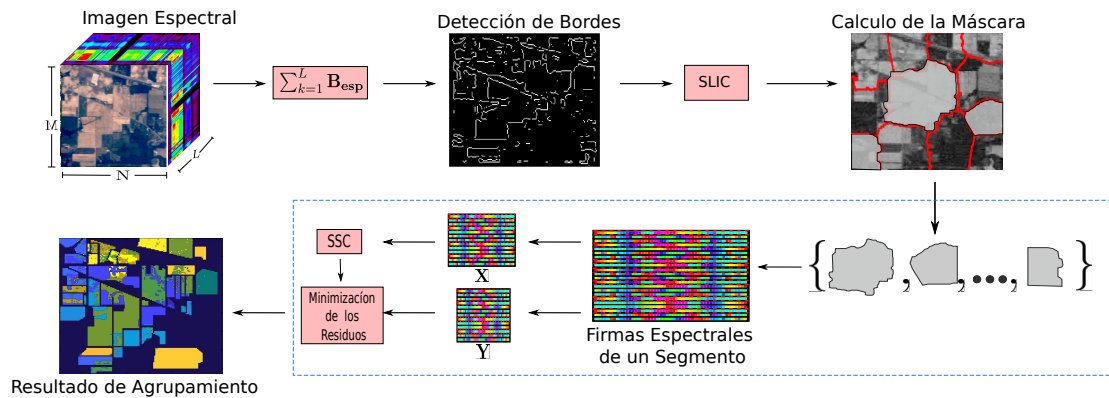 Imagen Espectral
Detección de Bordes
Calculo de la Máscara
M
N
L
∑_{k=1}^{L} B_esp
SLIC
SSC
X
Minimizacíon
de los
Residuos
Y
Firmas Espectrales
de un Segmento
{ , , ●●●● , }
Resultado de Agrupamiento